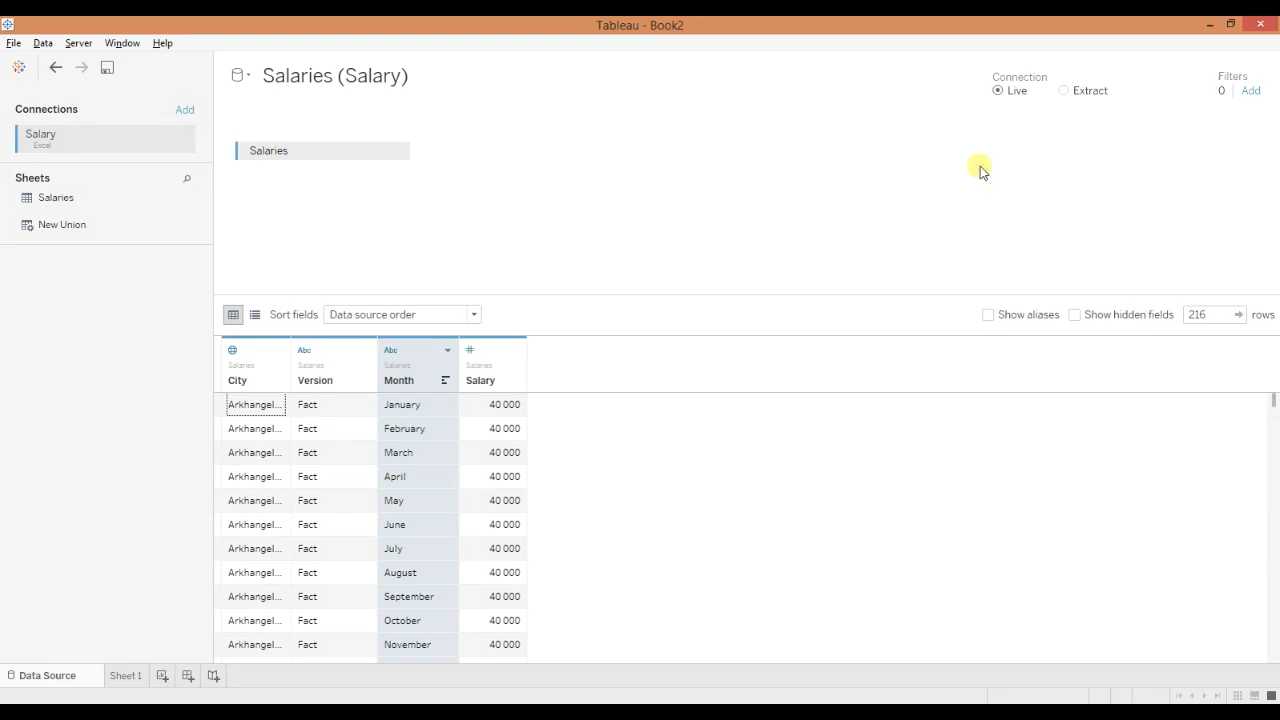 Tableau - Book2
File Data Server Window Help
Salaries (Salary)
Connection
Live Extract
Filters
0 Add
Connections Add
Salary
Excel
Salaries
Sheets
Salaries
New Union
Sort fields Data source order Show aliases Show hidden fields 216 rows
Abc Abc #
Salaries Salaries Salaries Salaries
City Version Month Salary
Arkhangel... Fact January 40 000
Arkhangel... Fact February 40 000
Arkhangel... Fact March 40 000
Arkhangel... Fact April 40 000
Arkhangel... Fact May 40 000
Arkhangel... Fact June 40 000
Arkhangel... Fact July 40 000
Arkhangel... Fact August 40 000
Arkhangel... Fact September 40 000
Arkhangel... Fact October 40 000
Arkhangel... Fact November 40 000
Data Source Sheet 1